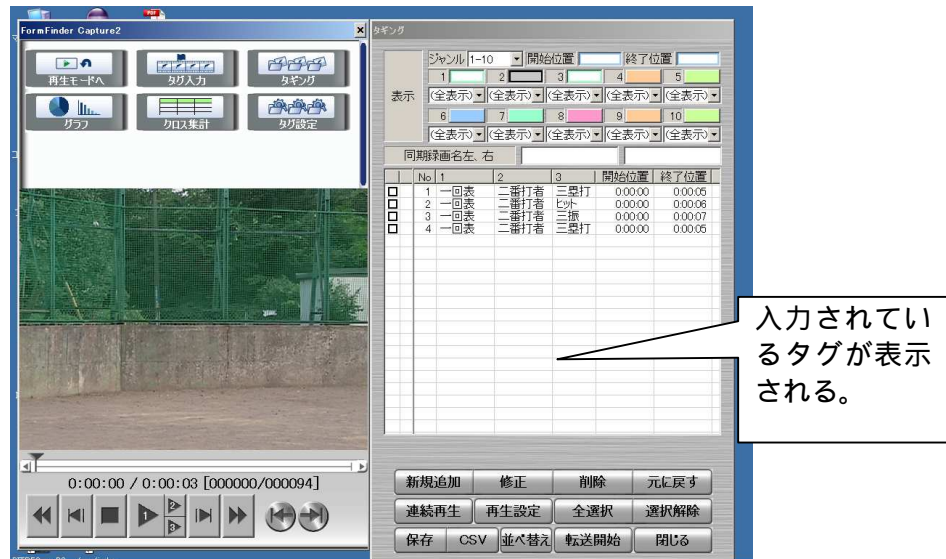 FormFinder Capture2
再生モードへ
タグ入力
タギング
グラフ
クロス集計
タグ設定
0:00:00 / 0:00:03 [000000/000094]
1
2
3
タギング
ジャンル 1-10 開始位置 終了位置
1 2 3 4 5
表示 (全表示) (全表示) (全表示) (全表示) (全表示)
6 7 8 9 10
(全表示) (全表示) (全表示) (全表示) (全表示)
同期録画名左、右
No 1 2 3 開始位置 終了位置
1 一回表 二番打者 三塁打 0:00:00 0:00:05
2 一回表 二番打者 ヒット 0:00:00 0:00:06
3 一回表 二番打者 三振 0:00:00 0:00:07
4 一回表 二番打者 三塁打 0:00:00 0:00:05
新規追加 修正 削除 元に戻す
連続再生 再生設定 全選択 選択解除
保存 CSV 並べ替え 転送開始 閉じる
入力されてい
るタグが表示
される。